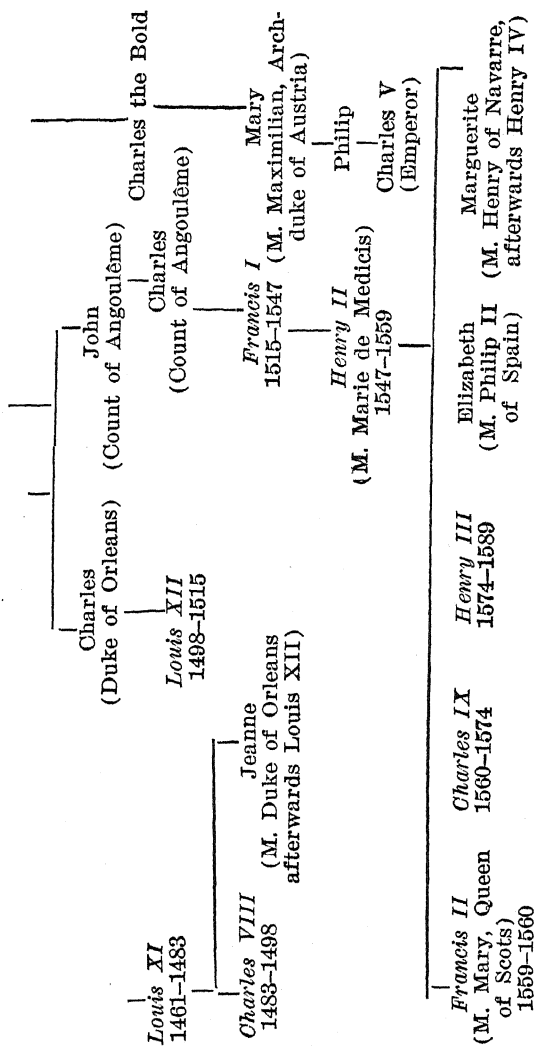 Charles the Bold
John
(Count of Angoulême)
Charles
(Duke of Orleans)
Charles
(Count of Angoulême)
Louis XII
1498–1515
Louis XI
1461–1483
Mary
(M. Maximilian, Arch-
duke of Austria)
Francis I
1515–1547
Jeanne
(M. Duke of Orleans
afterwards Louis XII)
Charles VIII
1483–1498
Philip
Henry II
(M. Marie de Medicis)
1547–1559
Charles V
(Emperor)
Francis II
(M. Mary, Queen
of Scots)
1559–1560
Charles IX
1560–1574
Henry III
1574–1589
Elizabeth
(M. Philip II
of Spain)
Marguerite
(M. Henry of Navarre,
afterwards Henry IV)